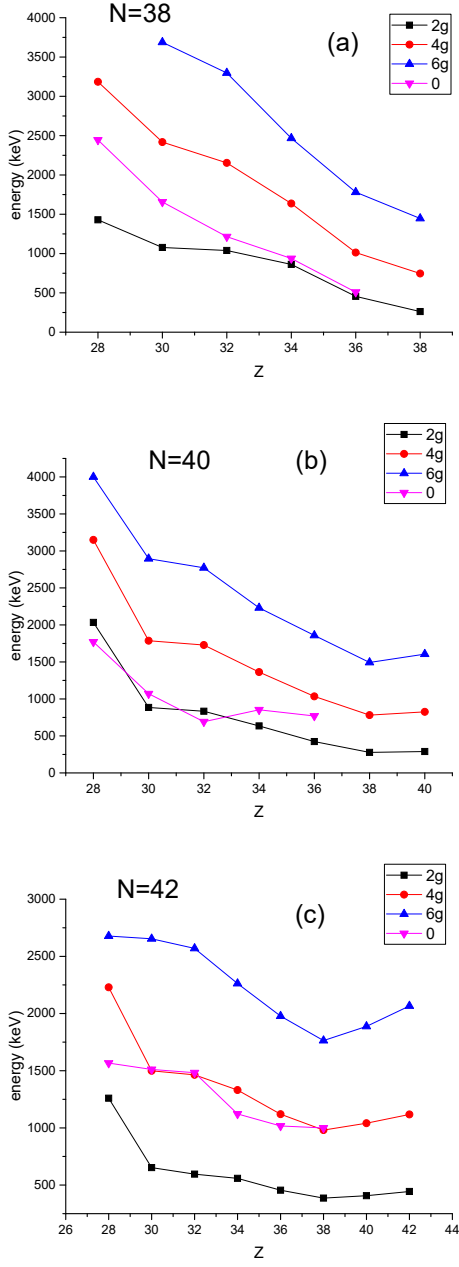 N=38
(a)
2g
4g
6g
0
energy (keV)
4000
3500
3000
2500
2000
1500
1000
500
0
28 30 32 34 36 38
Z
N=40
(b)
2g
4g
6g
0
energy (keV)
4000
3500
3000
2500
2000
1500
1000
500
0
28 30 32 34 36 38 40
Z
N=42
(c)
2g
4g
6g
0
energy (keV)
3000
2500
2000
1500
1000
500
26 28 30 32 34 36 38 40 42 44
Z